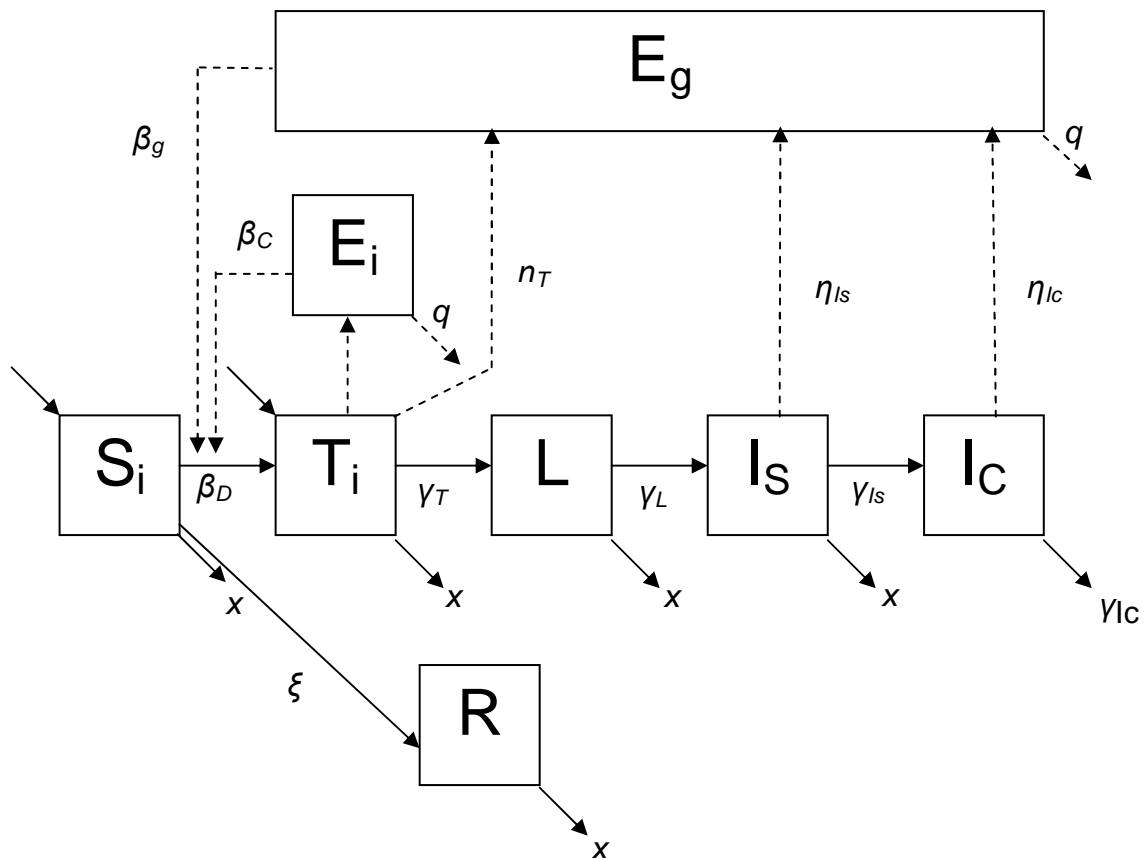 E_g
β_g
q
E_i
β_C
n_T
η_Is
η_Ic
q
S_i
T_i
L
I_S
I_C
β_D
γ_T
γ_L
γ_Is
x
x
x
x
γ_Ic
ξ
R
x